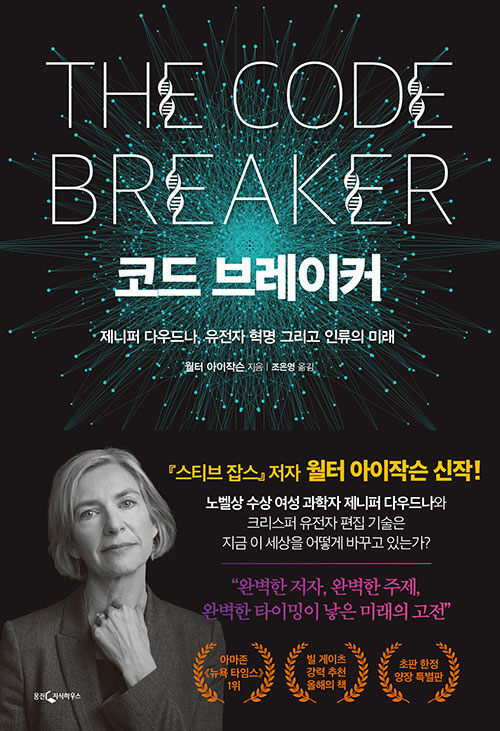 THE CODE
BREAKER
코드 브레이커
제니퍼 다우드나, 유전자 혁명 그리고 인류의 미래
월터 아이작슨 지음 | 조은영 옮김
『스티브 잡스』 저자 월터 아이작슨 신작!
노벨상 수상 여성 과학자 제니퍼 다우드나와
크리스퍼 유전자 편집 기술은
지금 이 세상을 어떻게 바꾸고 있는가?
“완벽한 저자, 완벽한 주제,
완벽한 타이밍이 낳은 미래의 고전”
아마존
《뉴욕 타임스》
1위
빌 게이츠
강력 추천
올해의 책
초판 한정
양장 특별판
웅진 지식하우스